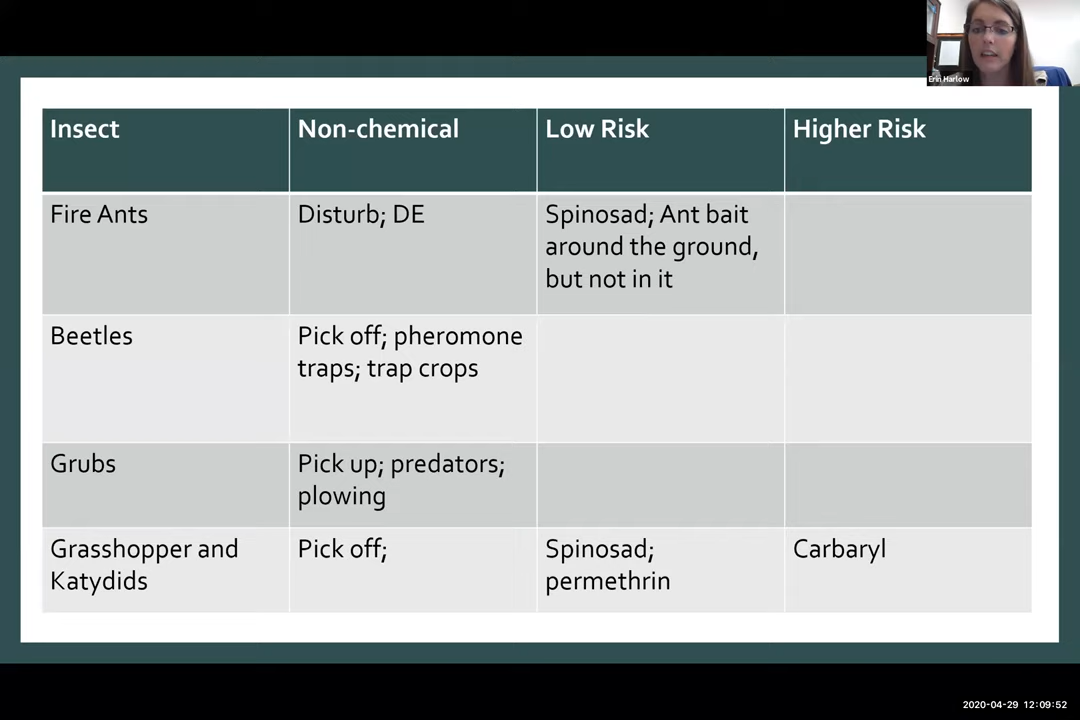 Erin Harlow
Insect
Non-chemical
Low Risk
Higher Risk
Fire Ants
Disturb; DE
Spinosad; Ant bait
around the ground,
but not in it
Beetles
Pick off; pheromone
traps; trap crops
Grubs
Pick up; predators;
plowing
Grasshopper and
Katydids
Pick off;
Spinosad;
permethrin
Carbaryl
2020-04-29 12:09:52